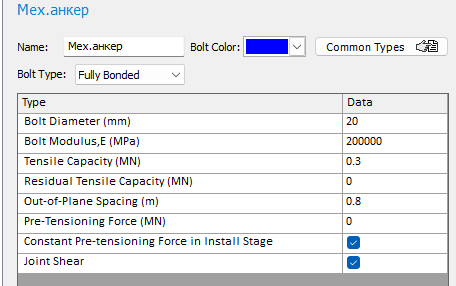 Мех.анкер
Name: Мех.анкер Bolt Color: Common Types
Bolt Type: Fully Bonded
Type Data
Bolt Diameter (mm) 20
Bolt Modulus,E (MPa) 200000
Tensile Capacity (MN) 0.3
Residual Tensile Capacity (MN) 0
Out-of-Plane Spacing (m) 0.8
Pre-Tensioning Force (MN) 0
Constant Pre-tensioning Force in Install Stage
Joint Shear